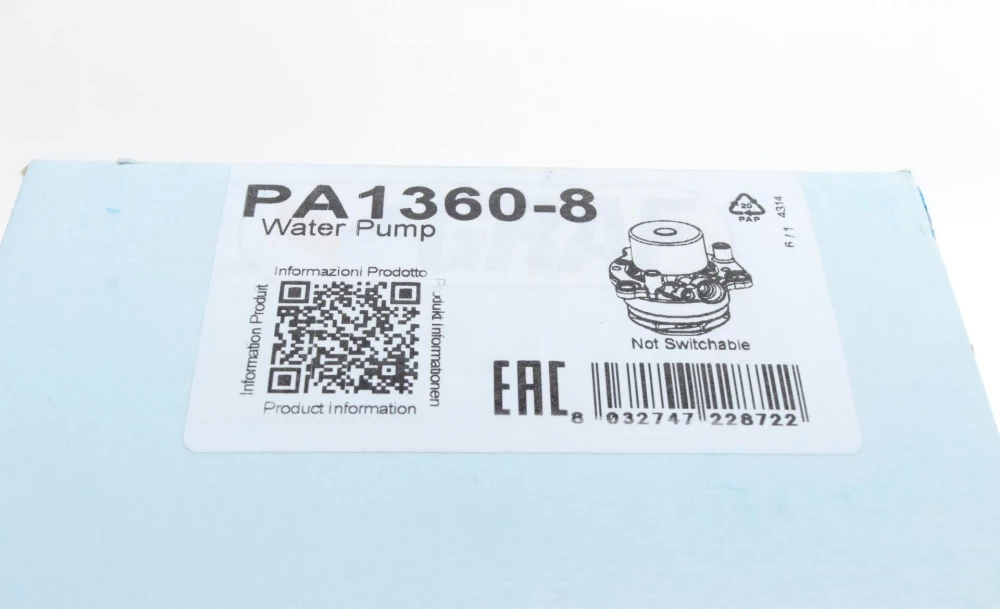 PA1360-8
Water Pump
20
PAP
6/1 4314
Informazioni Prodotto
Information Produit
Produkt Informationen
Product Information
Not Switchable
EAC
8 032747 228722